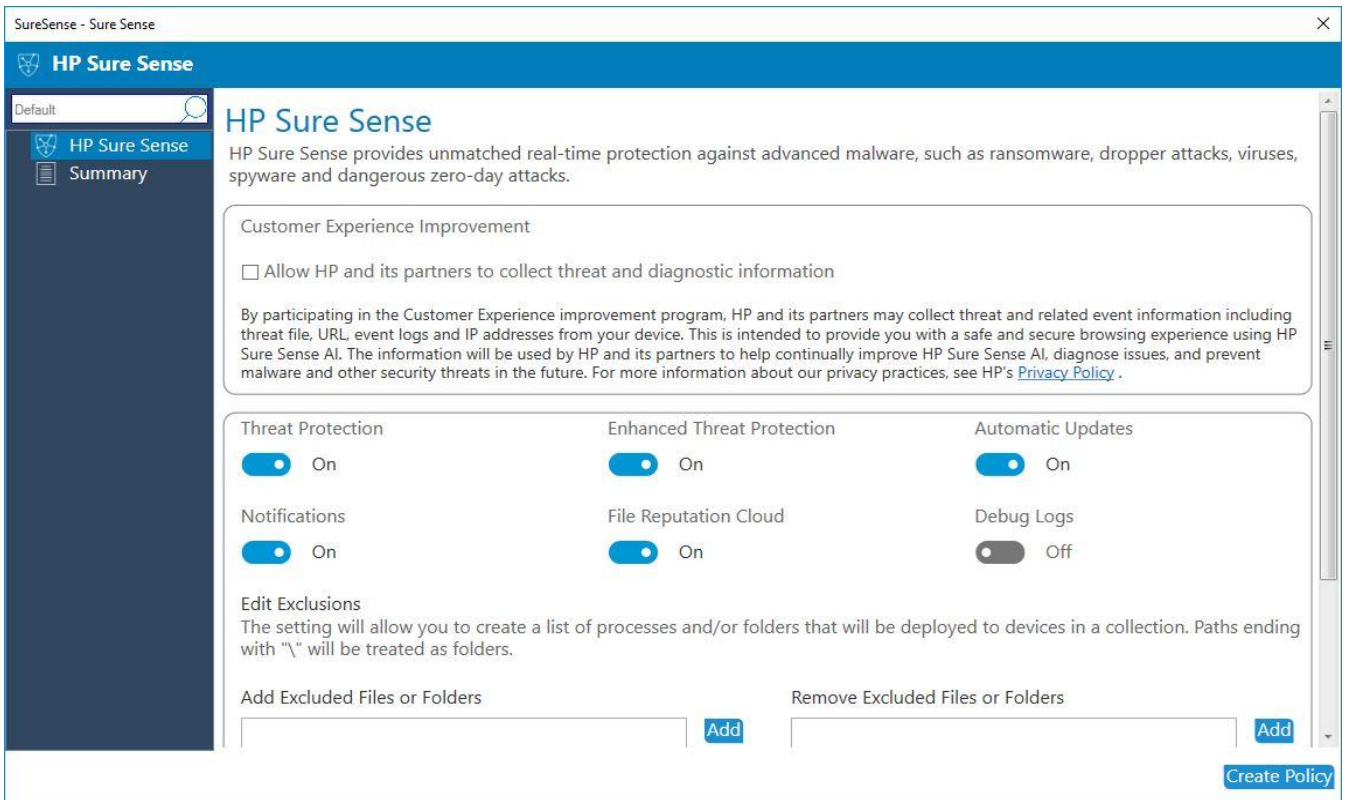 SureSense - Sure Sense
HP Sure Sense
Default
HP Sure Sense
Summary
HP Sure Sense
HP Sure Sense provides unmatched real-time protection against advanced malware, such as ransomware, dropper attacks, viruses,
spyware and dangerous zero-day attacks.
Customer Experience Improvement
Allow HP and its partners to collect threat and diagnostic information
By participating in the Customer Experience improvement program, HP and its partners may collect threat and related event information including
threat file, URL, event logs and IP addresses from your device. This is intended to provide you with a safe and secure browsing experience using HP
Sure Sense AI. The information will be used by HP and its partners to help continually improve HP Sure Sense AI, diagnose issues, and prevent
malware and other security threats in the future. For more information about our privacy practices, see HP's Privacy Policy .
Threat Protection Enhanced Threat Protection Automatic Updates
On On On
Notifications File Reputation Cloud Debug Logs
On On Off
Edit Exclusions
The setting will allow you to create a list of processes and/or folders that will be deployed to devices in a collection. Paths ending
with "\" will be treated as folders.
Add Excluded Files or Folders Remove Excluded Files or Folders
Add Add
Create Policy